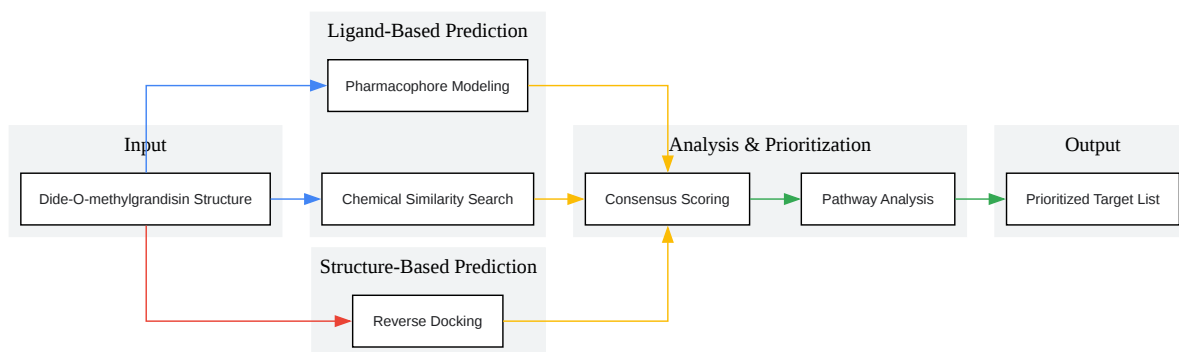 Ligand-Based Prediction
Pharmacophore Modeling
Input
Analysis & Prioritization
Output
Dide-O-methylgrandisin Structure
Chemical Similarity Search
Consensus Scoring
Pathway Analysis
Prioritized Target List
Structure-Based Prediction
Reverse Docking